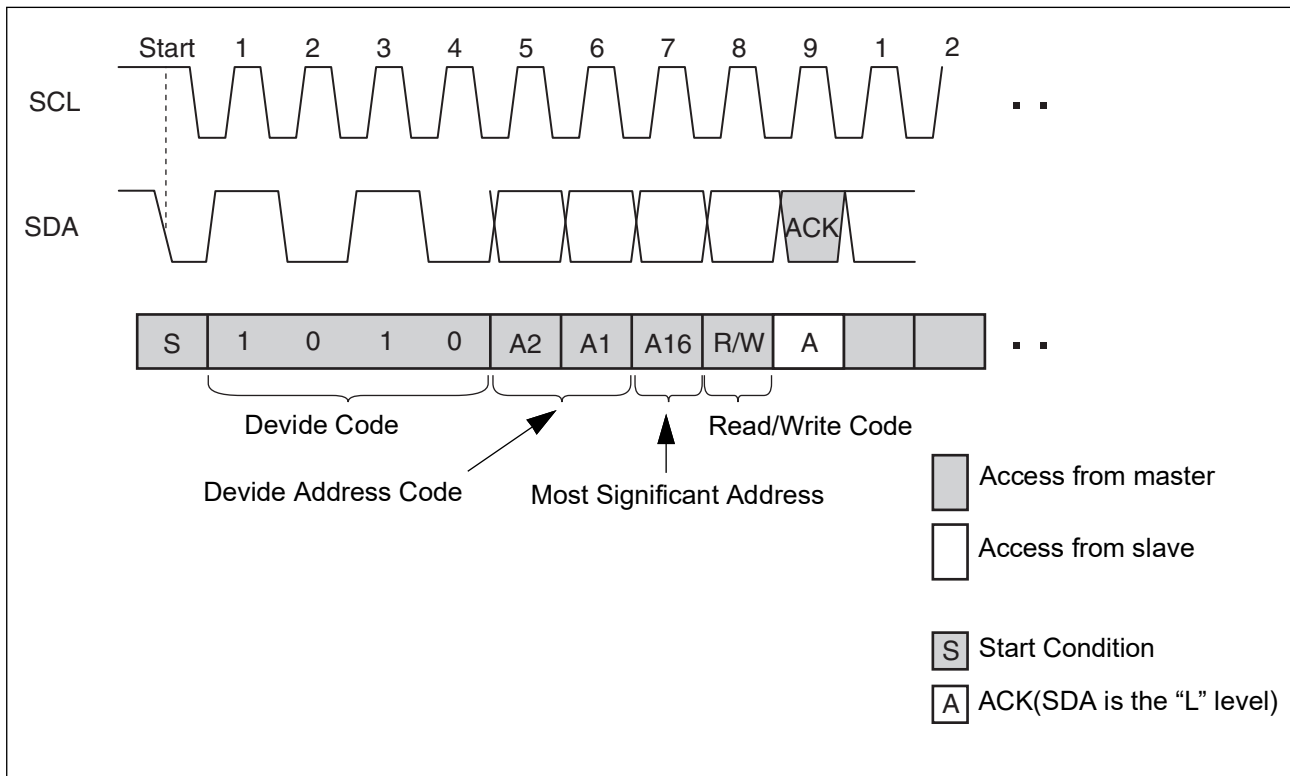 Start 1 2 3 4 5 6 7 8 9 1 2
SCL
SDA
ACK
S 1 0 1 0 A2 A1 A16 R/W A
Devide Code
Read/Write Code
Devide Address Code
Most Significant Address
Access from master
Access from slave
S Start Condition
A ACK(SDA is the “L” level)